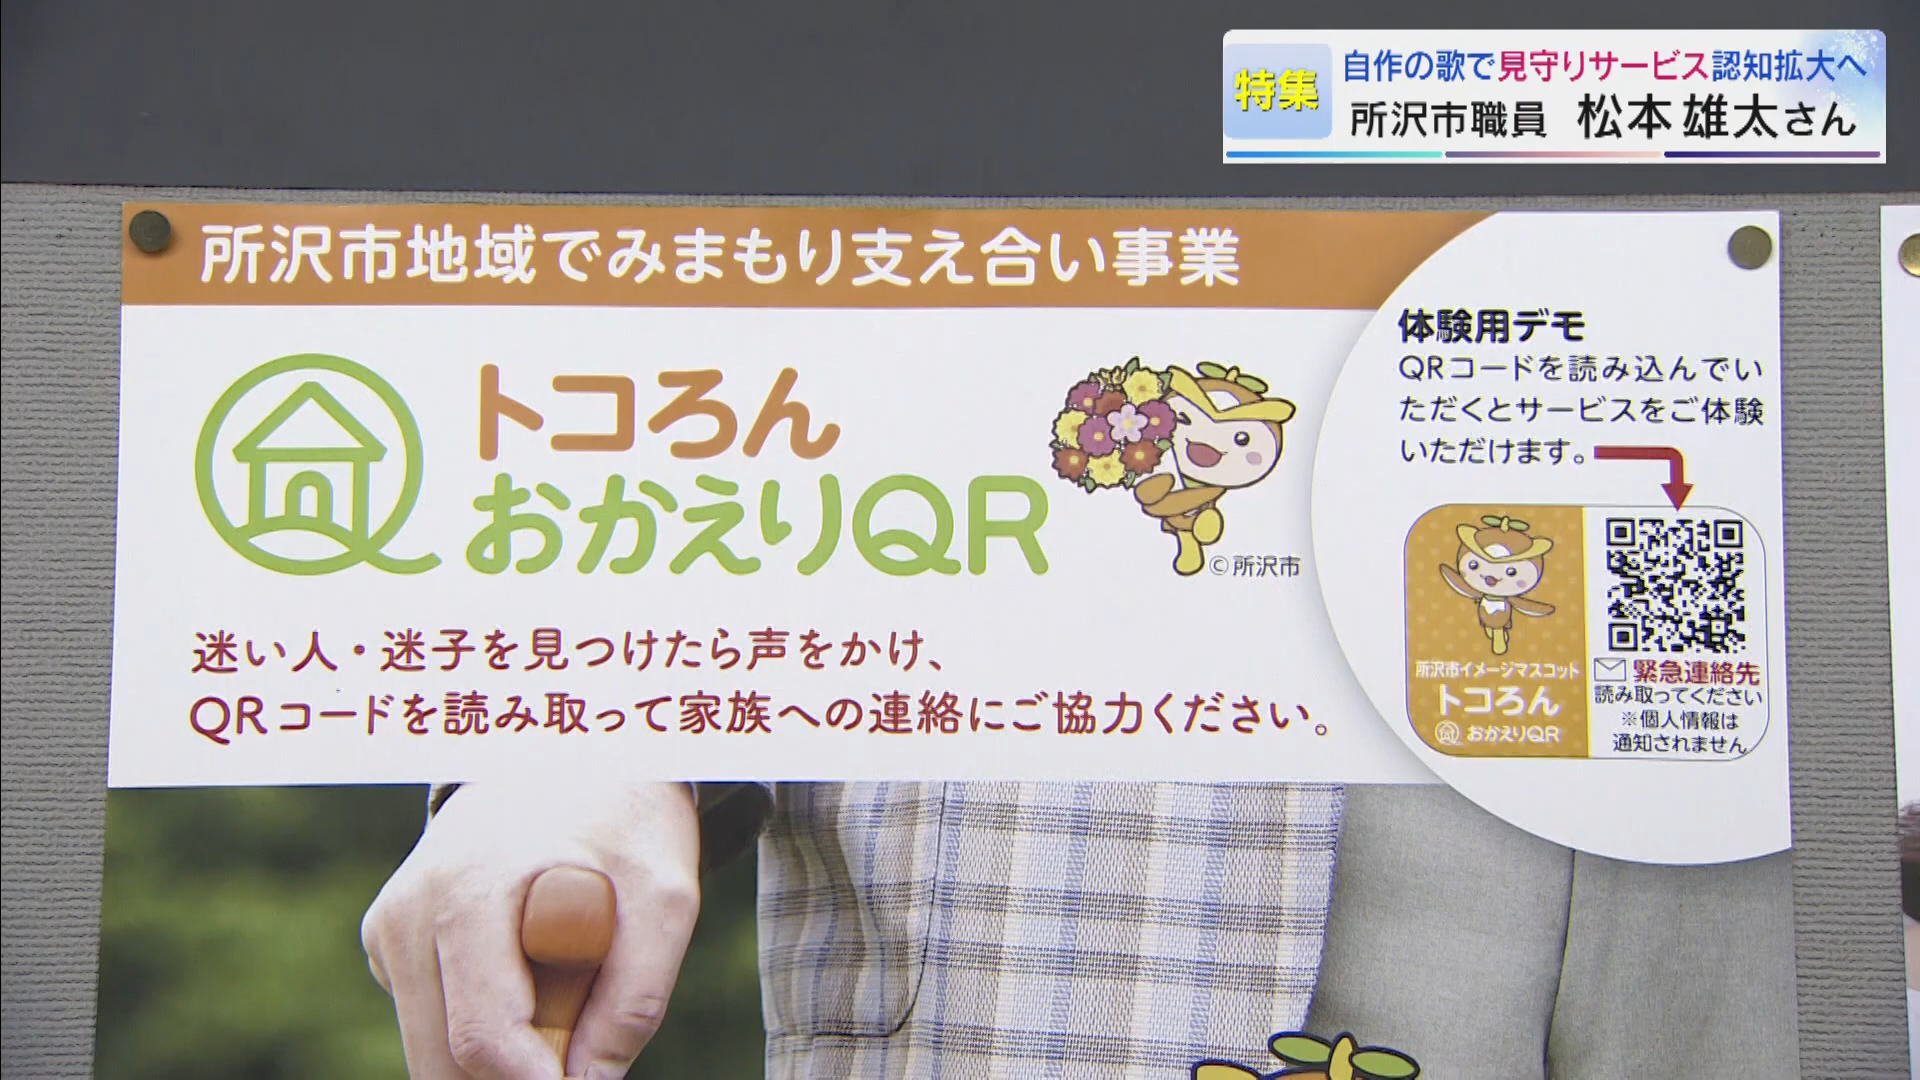 特集
自作の歌で見守りサービス認知拡大へ
所沢市職員 松本雄太さん
所沢市地域でみまもり支え合い事業
トコろん
おかえりQR
©所沢市
迷い人・迷子を見つけたら声をかけ、
QRコードを読み取って家族への連絡にご協力ください。
体験用デモ
QRコードを読み込んでい
ただくとサービスをご体験
いただけます。
所沢市イメージマスコット
トコろん
おかえりQR
緊急連絡先
読み取ってください
※個人情報は
通知されません